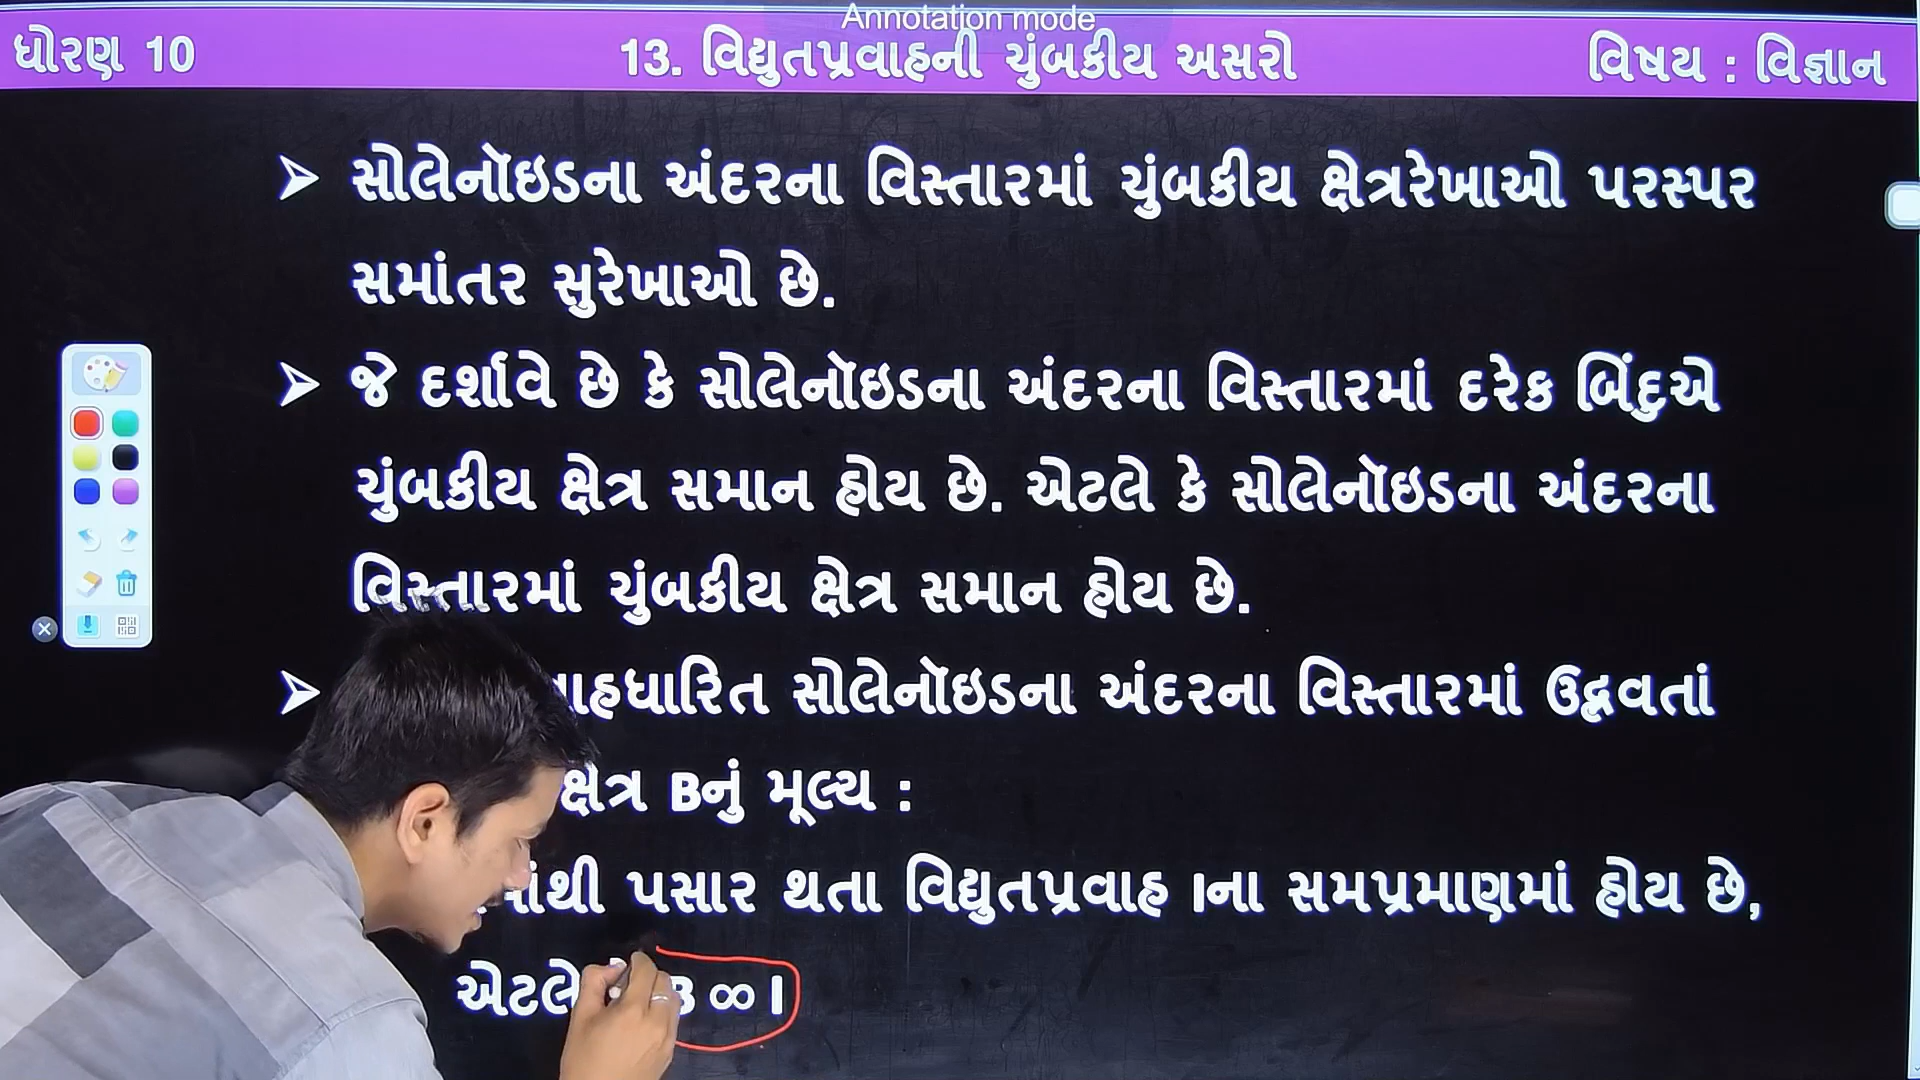 Annotation mode
ધોરણ 10
13. વિદ્યુતપ્રવાહની ચુંબકીય અસરો
વિષય : વિજ્ઞાન
➤ સોલેનૉઇડના અંદરના વિસ્તારમાં ચુંબકીય ક્ષેત્રરેખાઓ પરસ્પર
સમાંતર સુરેખાઓ છે.
➤ જે દર્શાવે છે કે સોલેનૉઇડના અંદરના વિસ્તારમાં દરેક બિંદુએ
ચુંબકીય ક્ષેત્ર સમાન હોય છે. એટલે કે સોલેનૉઇડના અંદરના
વિસ્તારમાં ચુંબકીય ક્ષેત્ર સમાન હોય છે.
➤ સોલેનૉઇડના અંદરના વિસ્તારમાં ઉદ્ભવતાં
ક્ષેત્ર Bનું મૂલ્ય :
પસાર થતા વિદ્યુતપ્રવાહ Iના સમપ્રમાણમાં હોય છે,
એટલે B ∞ I